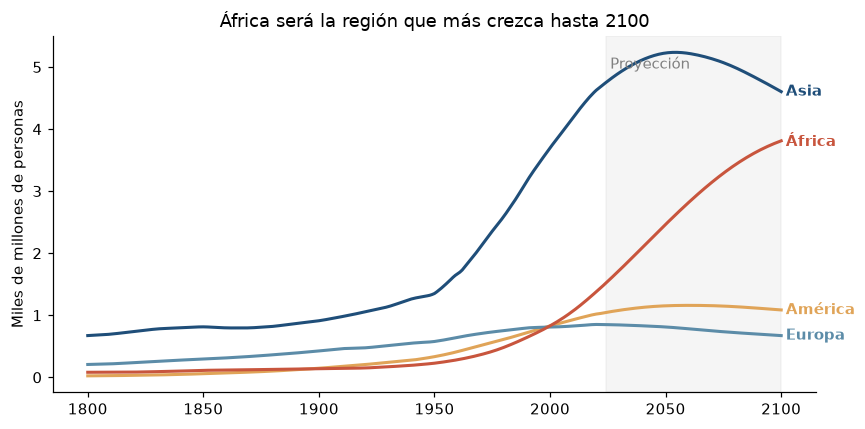 África será la región que más crezca hasta 2100
Miles de millones de personas
5
4
3
2
1
0
Proyección
Asia
África
América
Europa
1800
1850
1900
1950
2000
2050
2100